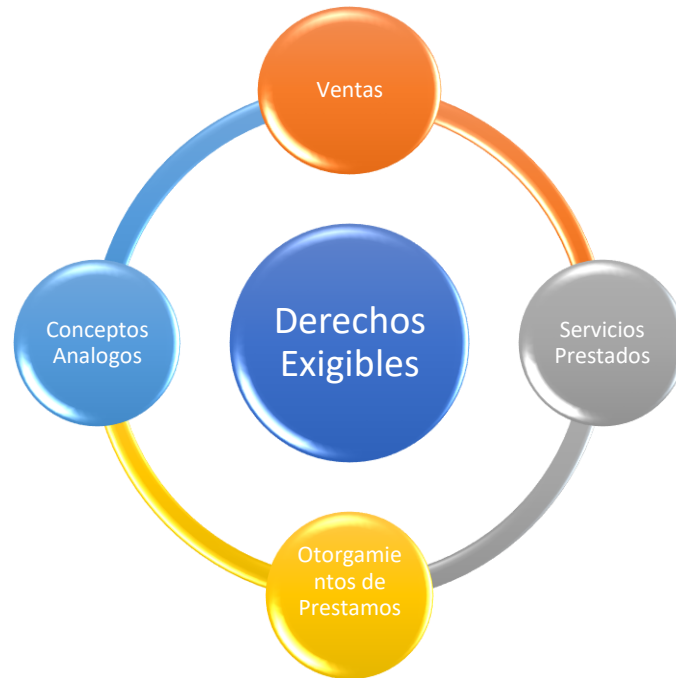 Ventas
Conceptos
Analogos
Derechos
Exigibles
Servicios
Prestados
Otorgamie
ntos de
Prestamos